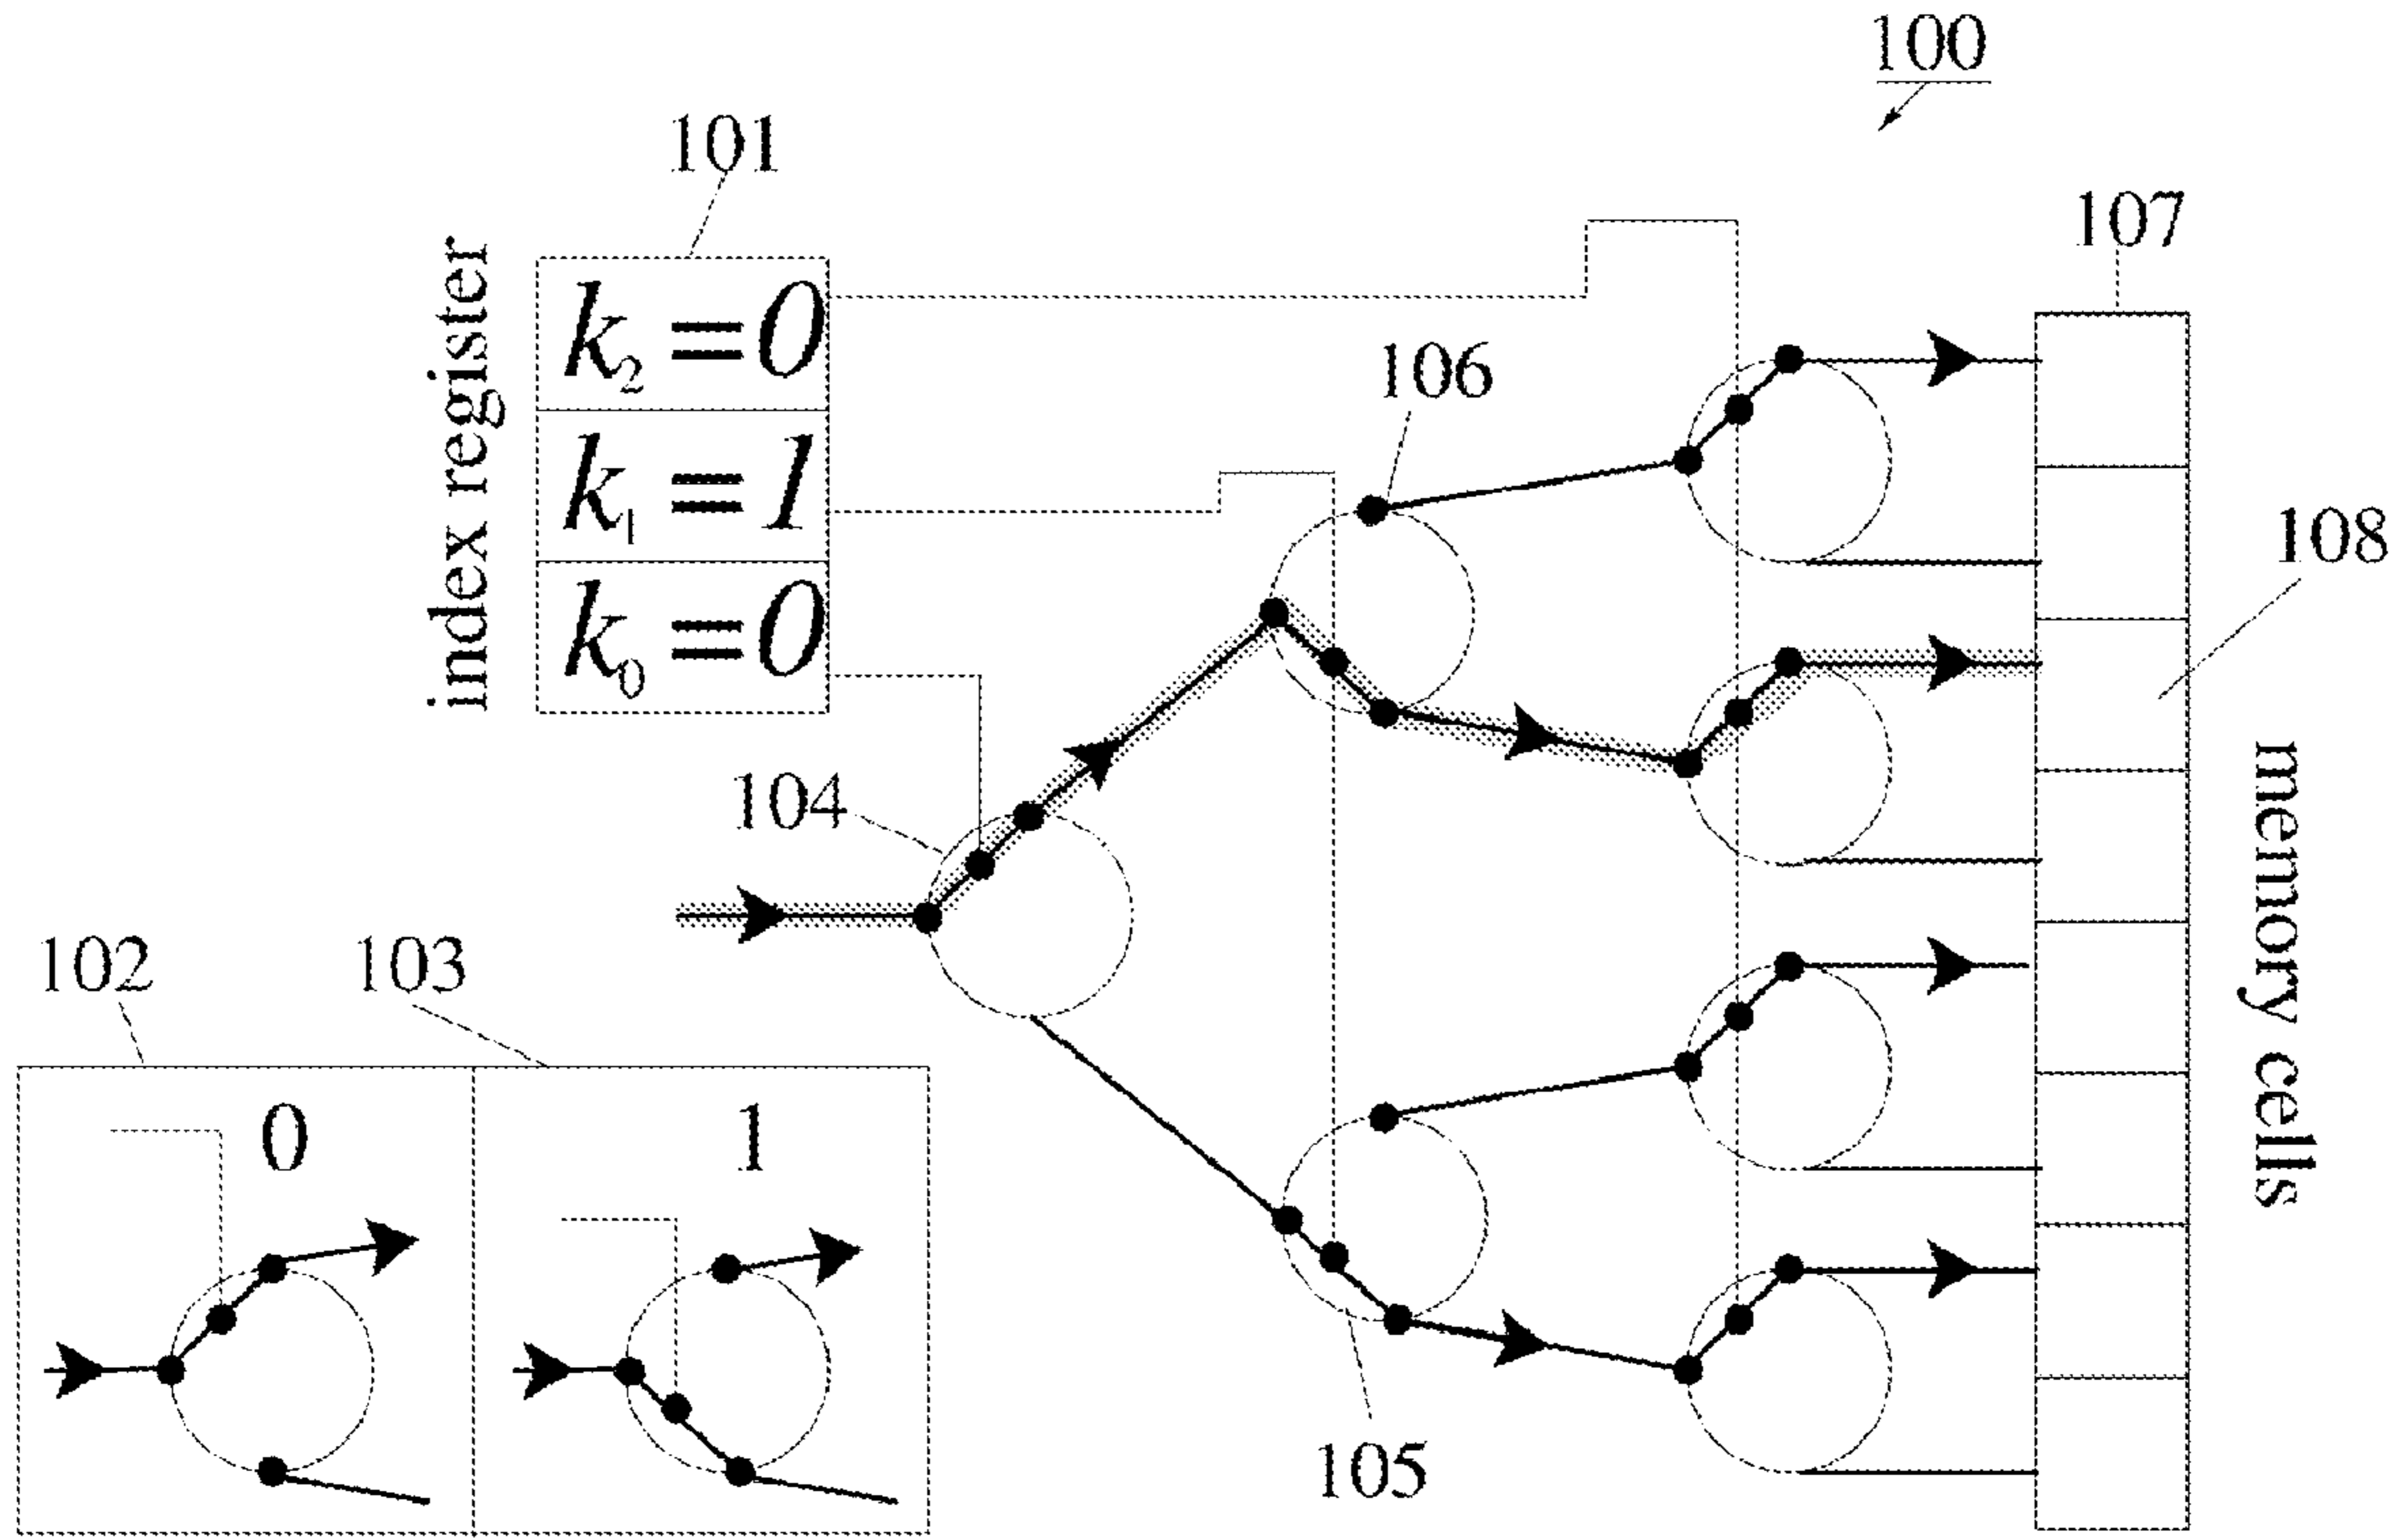 100
101
107
index register
k₂ = 0
k₁ = 1
k₀ = 0
106
108
104
memory cells
102
103
0
1
105